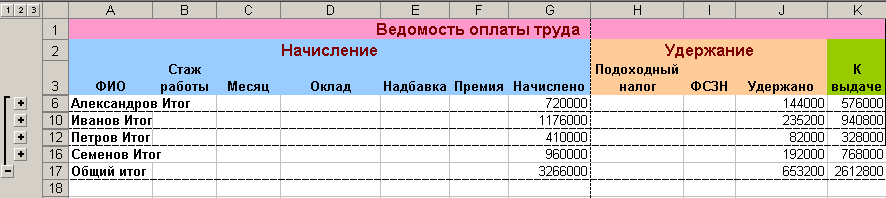 1 2 3 A B C D E F G H I J K
1 Ведомость оплаты труда
2 Начисление Удержание
3 ФИО Стаж работы Месяц Оклад Надбавка Премия Начислено Подоходный налог ФСЗН Удержано К выдаче
6 Александров Итог 720000 144000 576000
10 Иванов Итог 1176000 235200 940800
12 Петров Итог 410000 82000 328000
16 Семенов Итог 960000 192000 768000
17 Общий итог 3266000 653200 2612800
18